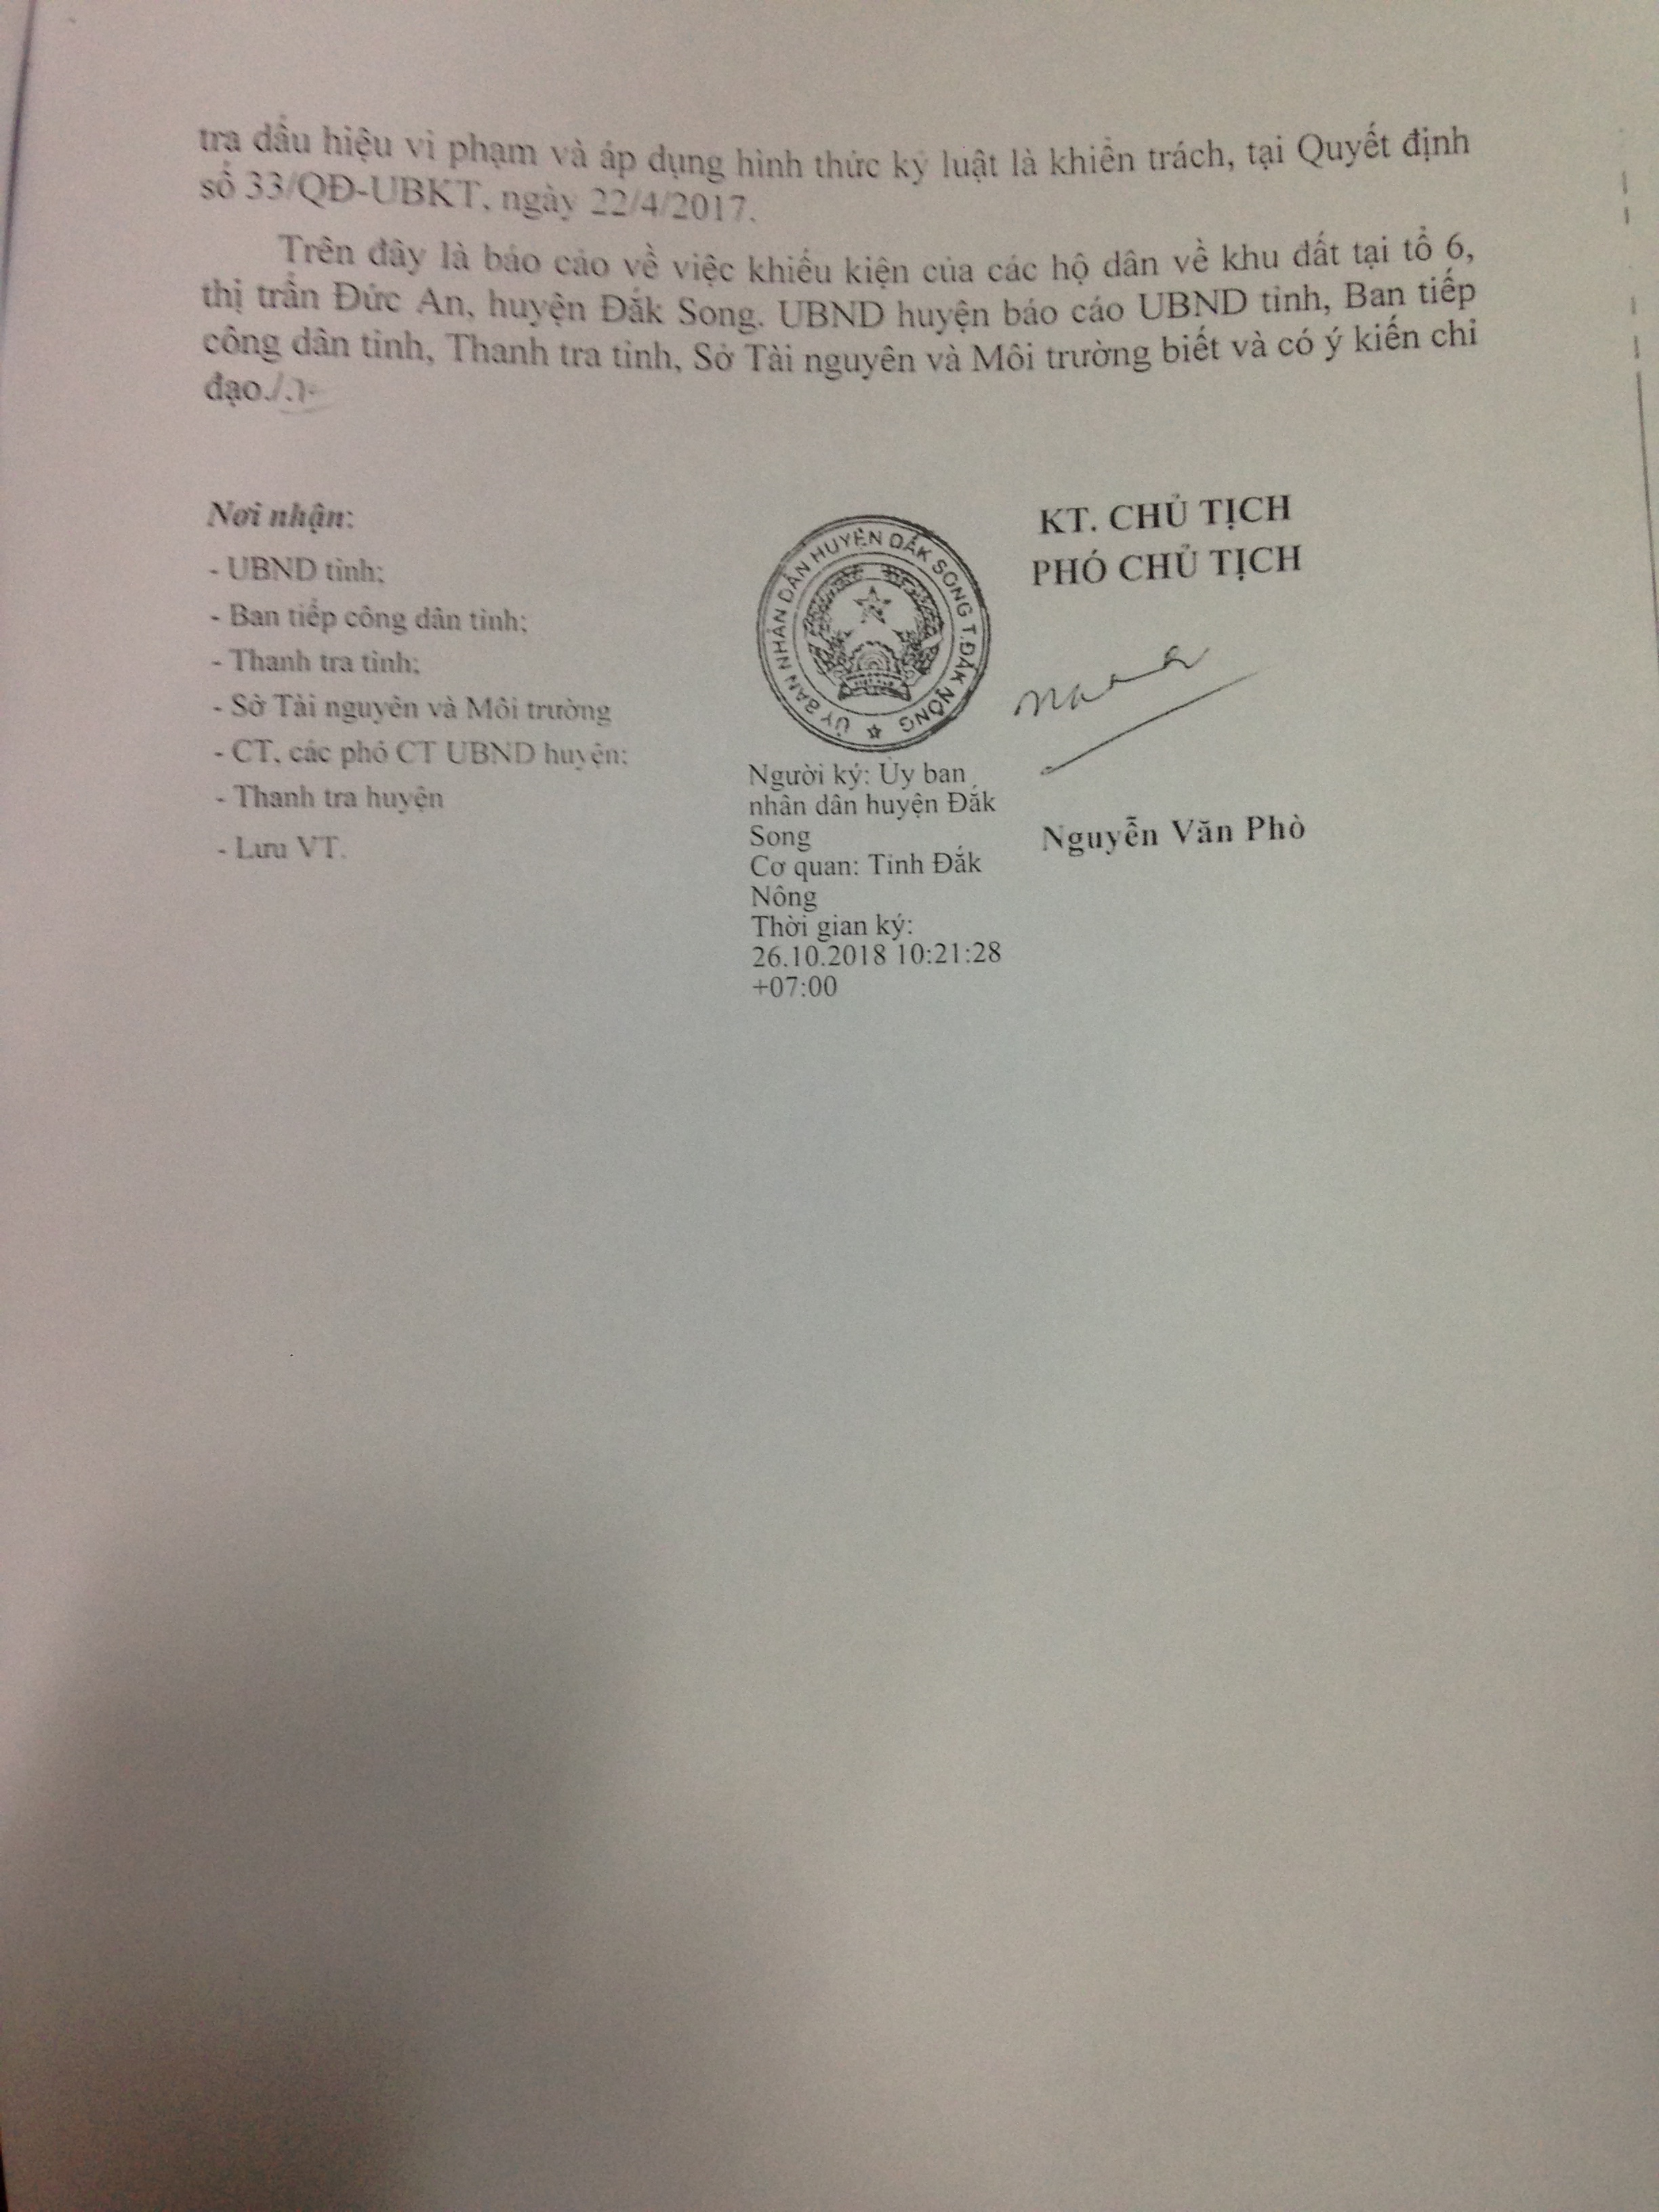 tra dấu hiệu vi phạm và áp dụng hình thức kỷ luật là khiển trách, tại Quyết định
số 33/QĐ-UBKT, ngày 22/4/2017.
Trên đây là báo cáo về việc khiếu kiện của các hộ dân về khu đất tại tổ 6,
thị trấn Đức An, huyện Đắk Song. UBND huyện báo cáo UBND tỉnh, Ban tiếp
công dân tỉnh, Thanh tra tỉnh, Sở Tài nguyên và Môi trường biết và có ý kiến chỉ
đạo./.
Nơi nhận:
- UBND tỉnh;
- Ban tiếp công dân tỉnh;
- Thanh tra tỉnh;
- Sở Tài nguyên và Môi trường
- CT, các phó CT UBND huyện;
- Thanh tra huyện
- Lưu VT.
KT. CHỦ TỊCH
PHÓ CHỦ TỊCH
ỦY BAN NHÂN DÂN HUYỆN ĐẮK SONG T.ĐẮK NÔNG
Người ký: Ủy ban
nhân dân huyện Đắk
Song
Cơ quan: Tỉnh Đắk
Nông
Thời gian ký:
26.10.2018 10:21:28
+07:00
Nguyễn Văn Phò